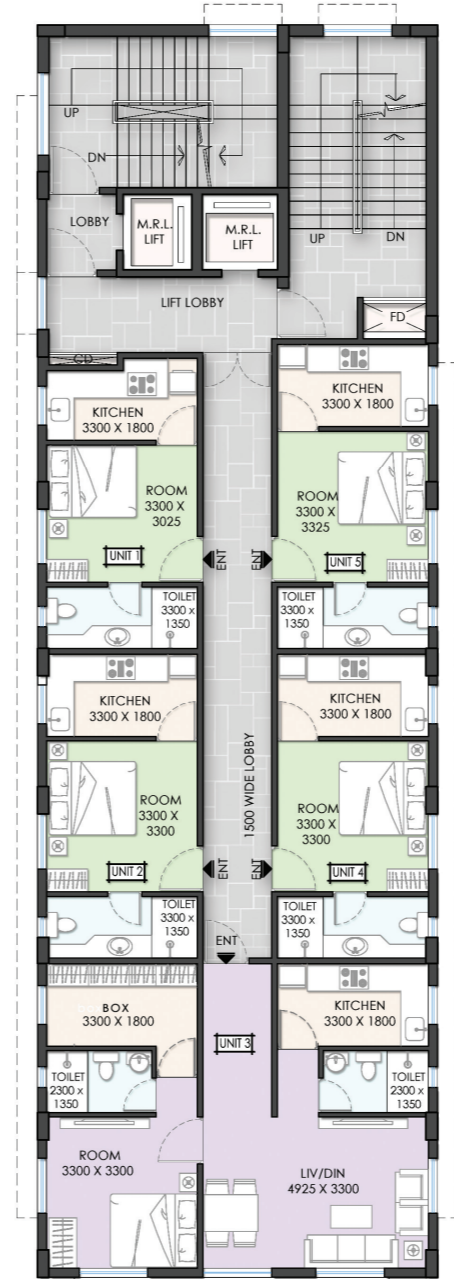 UP
DN
LOBBY
M.R.L.
LIFT
M.R.L.
LIFT
UP
DN
LIFT LOBBY
FD
CD
KITCHEN
3300 X 1800
KITCHEN
3300 X 1800
ROOM
3300 X
3025
ROOM
3300 X
3325
UNIT 1
ENT
ENT
UNIT 5
TOILET
3300 x
1350
TOILET
3300 x
1350
KITCHEN
3300 X 1800
KITCHEN
3300 X 1800
1500 WIDE LOBBY
ROOM
3300 X
3300
ROOM
3300 X
3300
UNIT 2
ENT
ENT
UNIT 4
TOILET
3300 x
1350
TOILET
3300 x
1350
ENT
BOX
3300 X 1800
KITCHEN
3300 X 1800
UNIT 3
TOILET
2300 x
1350
TOILET
2300 x
1350
ROOM
3300 X 3300
LIV/DIN
4925 X 3300